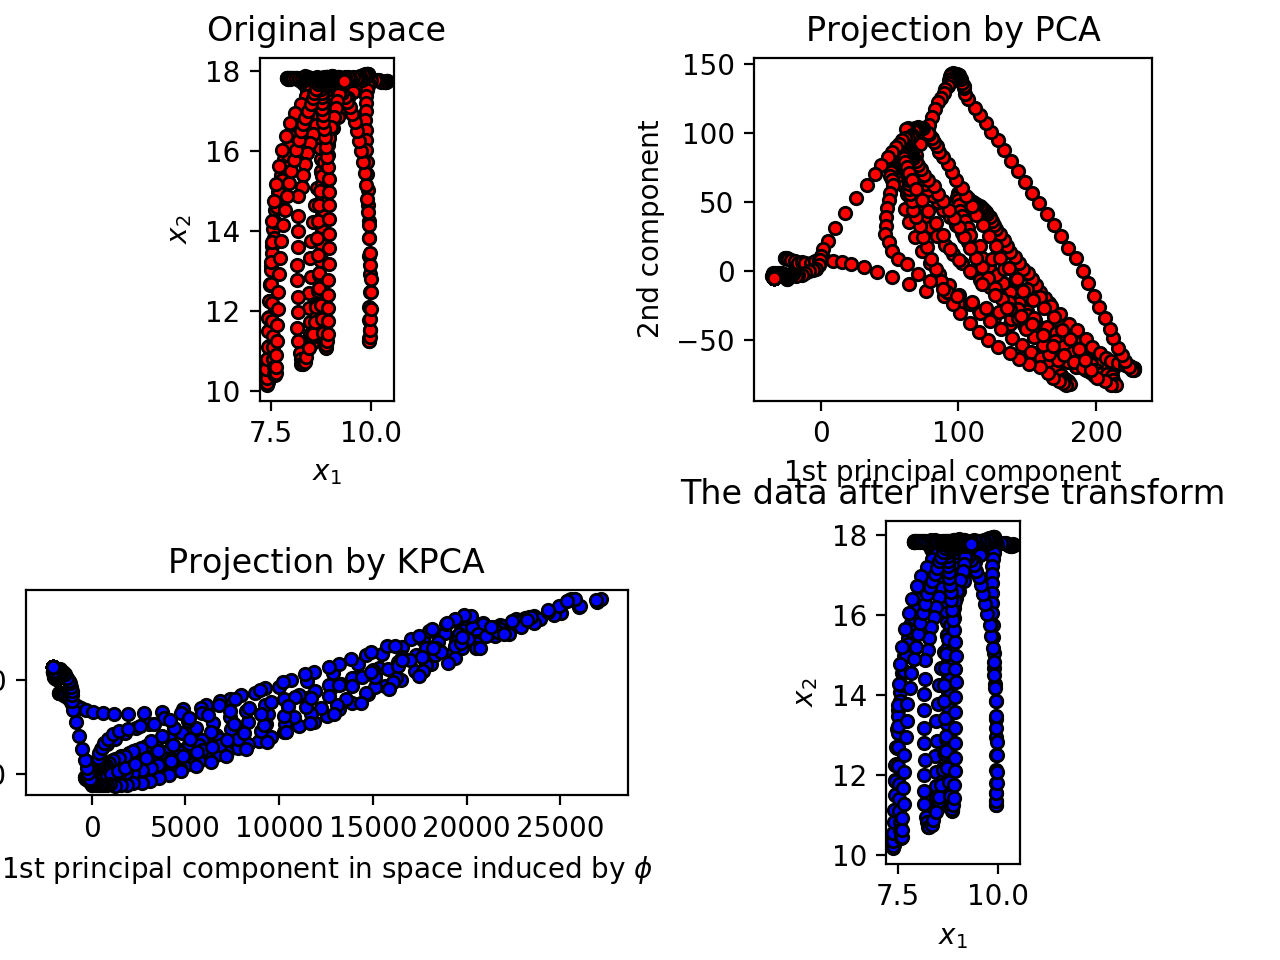 Original space
18
16
14
12
10
x₂
7.5 10.0
x₁
Projection by PCA
150
100
50
0
−50
2nd component
0 100 200
1st principal component
Projection by KPCA
0
0
0 5000 10000 15000 20000 25000
1st principal component in space induced by ϕ
The data after inverse transform
18
16
14
12
10
x₂
7.5 10.0
x₁